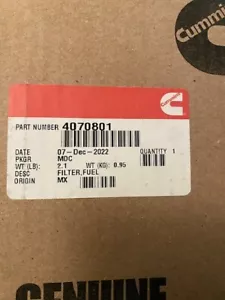 Cummin
PART NUMBER 4070801
DATE 07-Dec-2022 QUANTITY 1
PKGR MDC
WT (LB): 2.1 WT (KG): 0.95
DESC FILTER,FUEL
ORIGIN MX
GENUINE